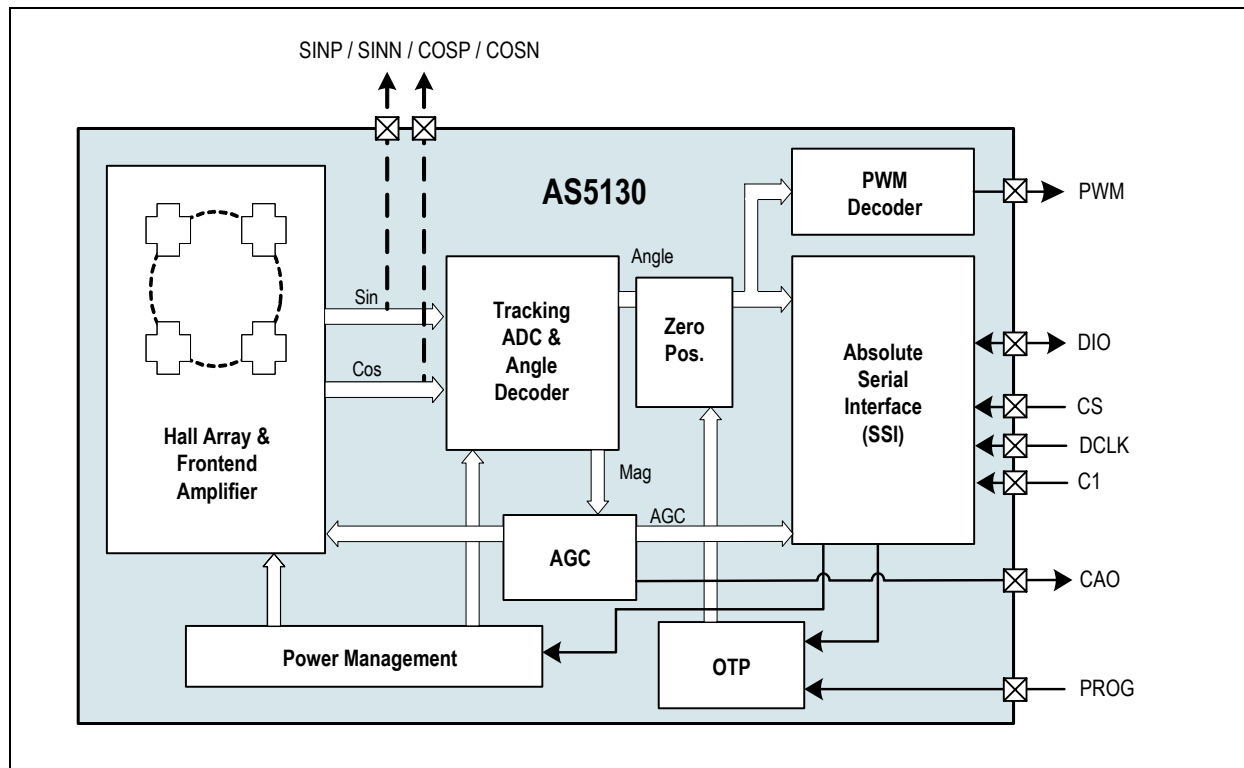 SINP / SINN / COSP / COSN
AS5130
PWM
Decoder
PWM
Angle
Sin
Tracking
ADC &
Angle
Decoder
Zero
Pos.
Absolute
Serial
Interface
(SSI)
DIO
Cos
CS
Hall Array &
Frontend
Amplifier
DCLK
Mag
C1
AGC
AGC
CAO
Power Management
OTP
PROG